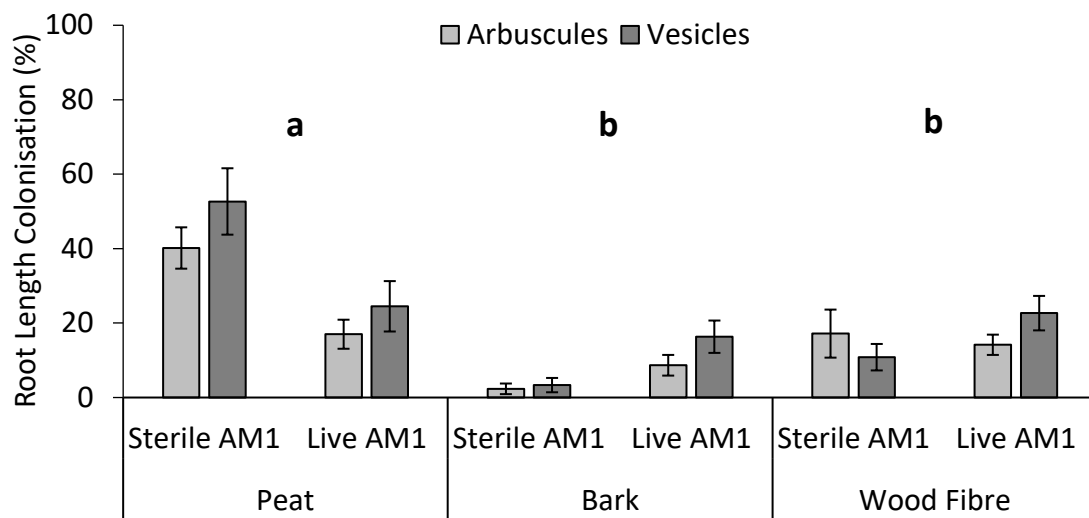 Root Length Colonisation (%)
100
80
60
40
20
0
Arbuscules Vesicles
a b b
Sterile AM1 Live AM1 Sterile AM1 Live AM1 Sterile AM1 Live AM1
Peat Bark Wood Fibre